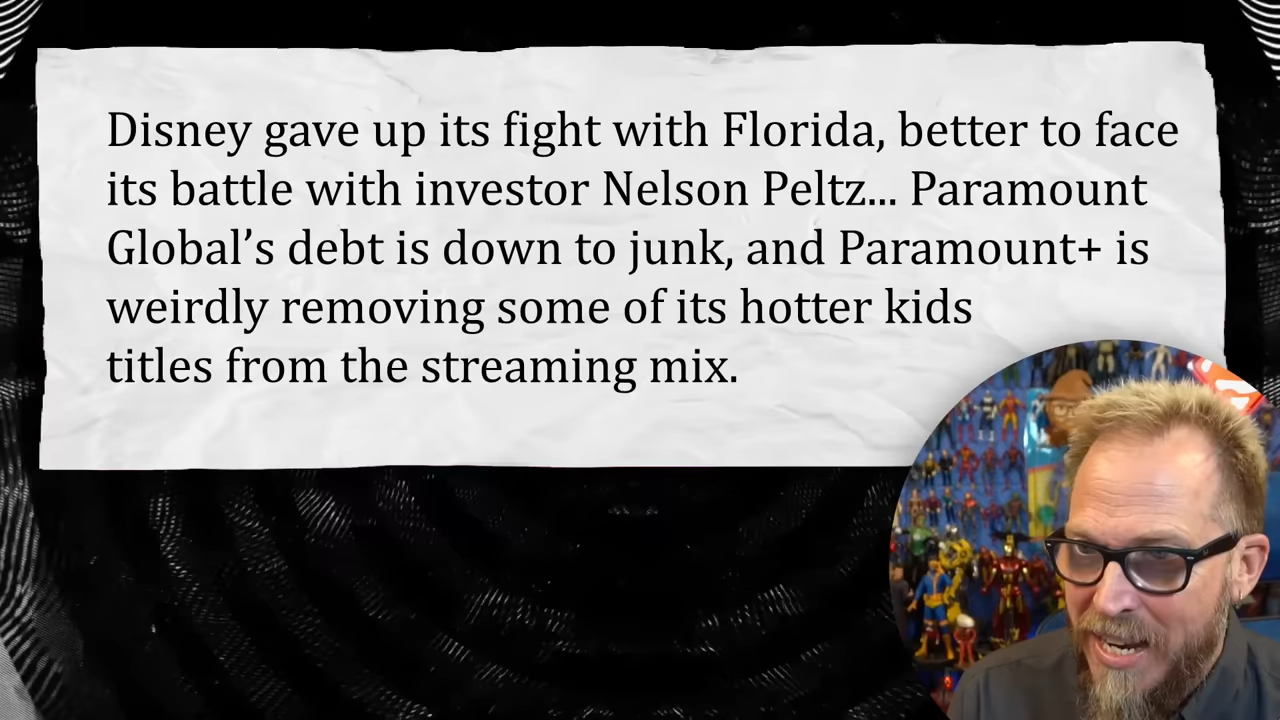 Disney gave up its fight with Florida, better to face
its battle with investor Nelson Peltz... Paramount
Global’s debt is down to junk, and Paramount+ is
weirdly removing some of its hotter kids
titles from the streaming mix.